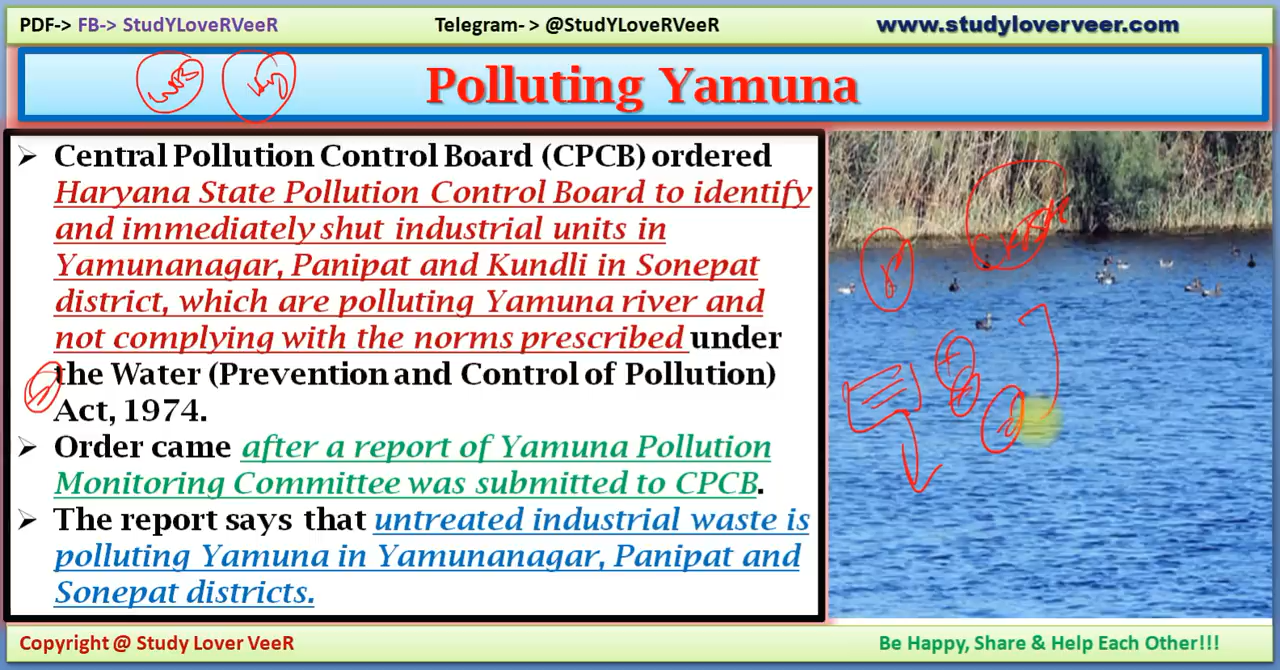 PDF-> FB-> StudYLoveRVeeR Telegram- > @StudYLoveRVeeR www.studyloverveer.com
Polluting Yamuna
➢ Central Pollution Control Board (CPCB) ordered
Haryana State Pollution Control Board to identify
and immediately shut industrial units in
Yamunanagar, Panipat and Kundli in Sonepat
district, which are polluting Yamuna river and
not complying with the norms prescribed under
the Water (Prevention and Control of Pollution)
Act, 1974.
➢ Order came after a report of Yamuna Pollution
Monitoring Committee was submitted to CPCB.
➢ The report says that untreated industrial waste is
polluting Yamuna in Yamunanagar, Panipat and
Sonepat districts.
Copyright @ Study Lover VeeR Be Happy, Share & Help Each Other!!!